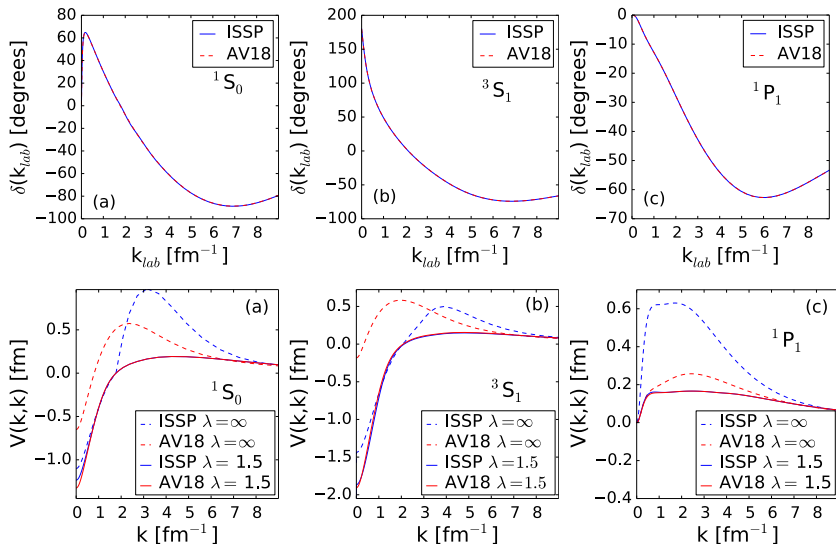 80
60
40
20
0
−20
−40
−60
−80
−100
0 1 2 3 4 5 6 7 8
δ(k_lab) [degrees]
k_lab [fm⁻¹]
ISSP
AV18
¹S₀
(a)
200
150
100
50
0
−50
−100
0 1 2 3 4 5 6 7 8
δ(k_lab) [degrees]
k_lab [fm⁻¹]
ISSP
AV18
³S₁
(b)
0
−10
−20
−30
−40
−50
−60
−70
0 1 2 3 4 5 6 7 8
δ(k_lab) [degrees]
k_lab [fm⁻¹]
ISSP
AV18
¹P₁
(c)
0.5
0.0
−0.5
−1.0
0 1 2 3 4 5 6 7 8
V(k,k) [fm]
k [fm⁻¹]
(a)
¹S₀
ISSP λ=∞
AV18 λ=∞
ISSP λ= 1.5
AV18 λ= 1.5
0.5
0.0
−0.5
−1.0
−1.5
−2.0
0 1 2 3 4 5 6 7 8
V(k,k) [fm]
k [fm⁻¹]
(b)
³S₁
ISSP λ=∞
AV18 λ=∞
ISSP λ=1.5
AV18 λ=1.5
0.6
0.4
0.2
0.0
−0.2
−0.4
0 1 2 3 4 5 6 7 8
V(k,k) [fm]
k [fm⁻¹]
(c)
¹P₁
ISSP λ=∞
AV18 λ=∞
ISSP λ= 1.5
AV18 λ= 1.5